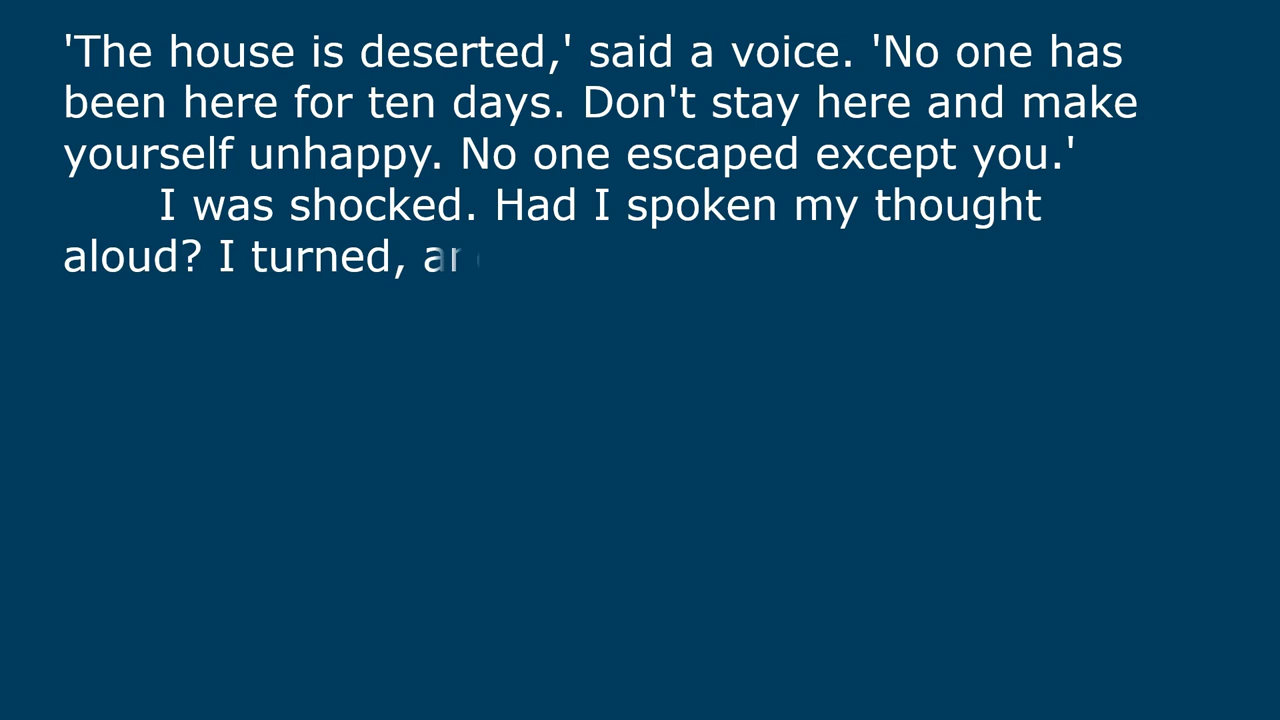 'The house is deserted,' said a voice. 'No one has
been here for ten days. Don't stay here and make
yourself unhappy. No one escaped except you.'
I was shocked. Had I spoken my thought
aloud? I turned,